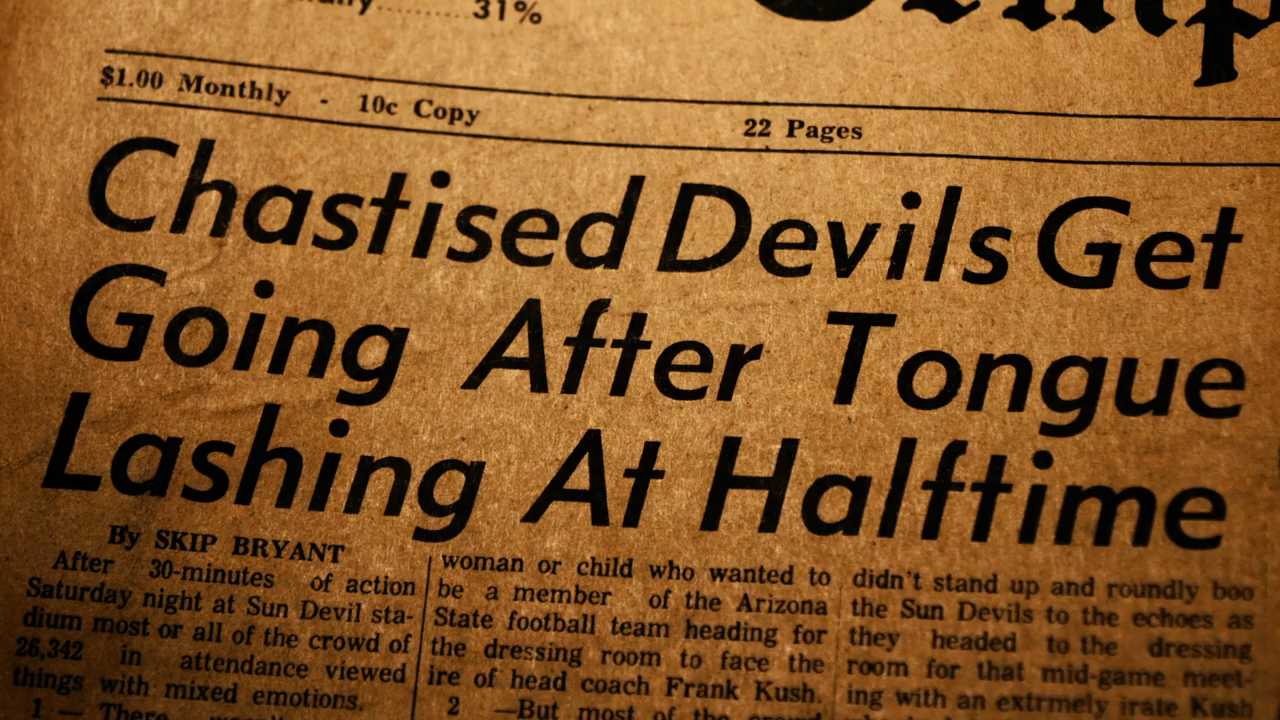 31%
$1.00 Monthly - 10c Copy
22 Pages
Chastised Devils Get
Going After Tongue
Lashing At Halftime
By SKIP BRYANT
After 30-minutes of action
Saturday night at Sun Devil sta-
dium most or all of the crowd of
26,342 in attendance viewed
things with mixed emotions.
1 — There
woman or child who wanted to
be a member of the Arizona
State football team heading for
the dressing room to face the
ire of head coach Frank Kush.
2 —But most of the crowd
didn't stand up and roundly boo
the Sun Devils to the echoes as
they headed to the dressing
room for that mid-game meet-
ing with an extrmely irate Kush